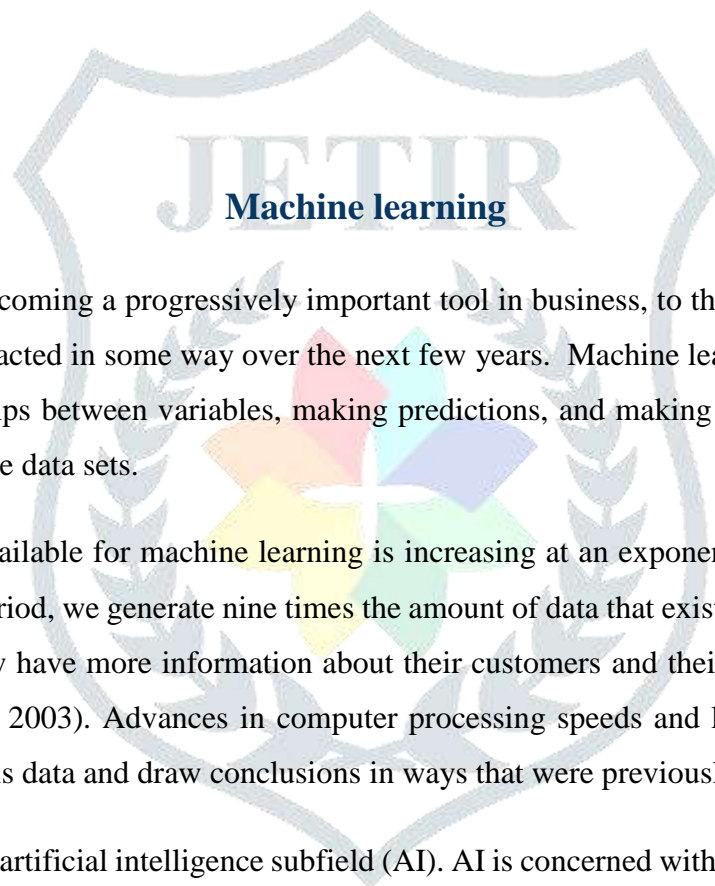 JETIR
Machine learning
coming a progressively important tool in business, to th
acted in some way over the next few years. Machine lea
ips between variables, making predictions, and making
e data sets.
ailable for machine learning is increasing at an exponen
riod, we generate nine times the amount of data that exis
y have more information about their customers and thei
2003). Advances in computer processing speeds and l
is data and draw conclusions in ways that were previousl
artificial intelligence subfield (AI). AI is concerned with